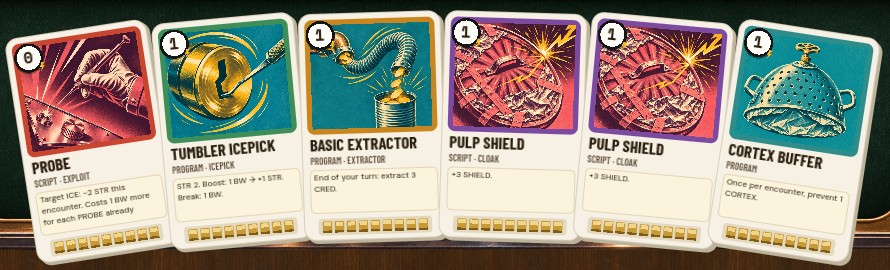 0
PROBE
SCRIPT · EXPLOIT
Target ICE: −2 STR this
encounter. Costs 1 BW more
for each PROBE already
1
TUMBLER ICEPICK
PROGRAM · ICEPICK
STR 2. Boost: 1 BW → +1 STR.
Break: 1 BW.
1
BASIC EXTRACTOR
PROGRAM · EXTRACTOR
End of your turn: extract 3
CRED.
1
PULP SHIELD
SCRIPT · CLOAK
+3 SHIELD.
1
PULP SHIELD
SCRIPT · CLOAK
+3 SHIELD.
1
CORTEX BUFFER
PROGRAM
Once per encounter, prevent 1
CORTEX.